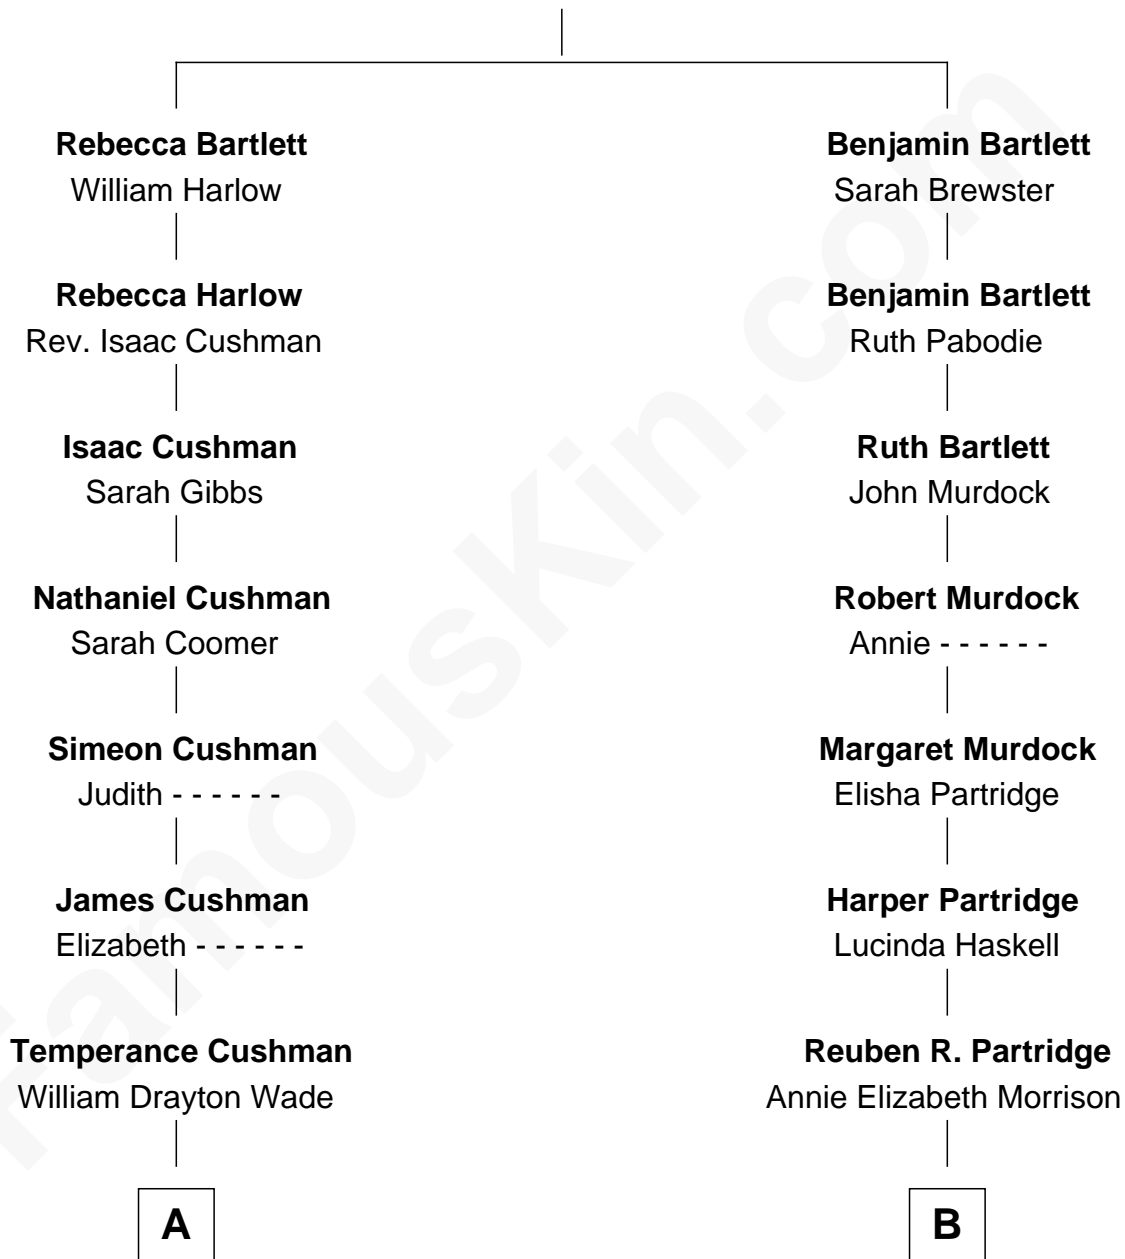 Rebecca Bartlett
William Harlow
Benjamin Bartlett
Sarah Brewster
Rebecca Harlow
Rev. Isaac Cushman
Benjamin Bartlett
Ruth Pabodie
Isaac Cushman
Sarah Gibbs
Ruth Bartlett
John Murdock
Nathaniel Cushman
Sarah Coomer
Robert Murdock
Annie - - - - - -
Simeon Cushman
Judith - - - - - -
Margaret Murdock
Elisha Partridge
James Cushman
Elizabeth - - - - - -
Harper Partridge
Lucinda Haskell
Temperance Cushman
William Drayton Wade
Reuben R. Partridge
Annie Elizabeth Morrison
A
B
FamousKin.com